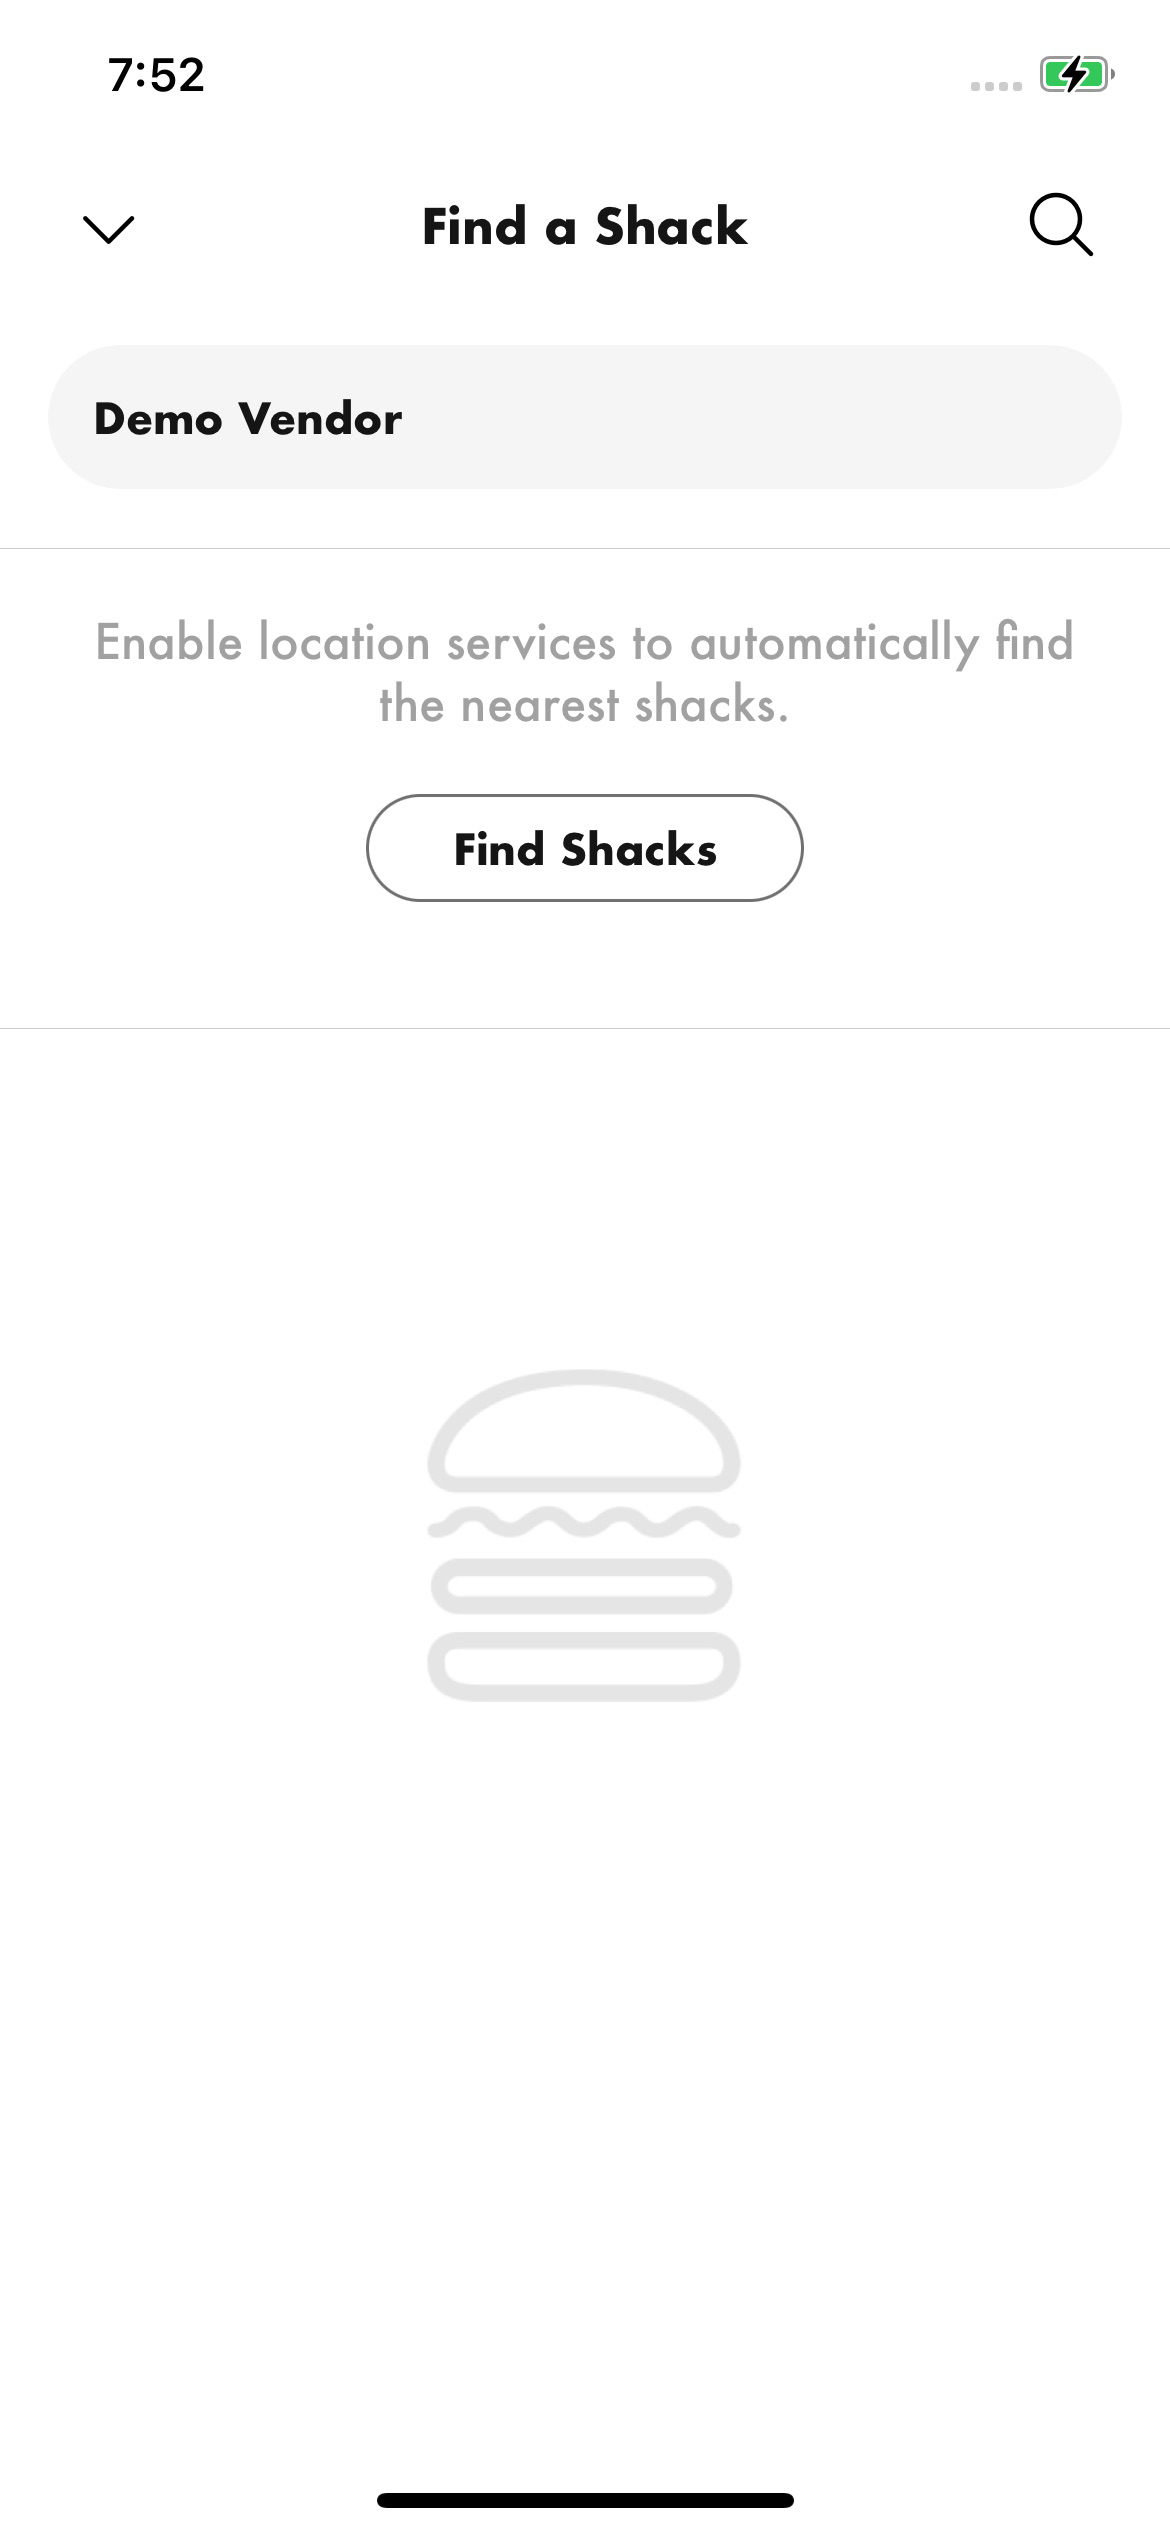 7:52
Find a Shack
Demo Vendor
Enable location services to automatically find
the nearest shacks.
Find Shacks